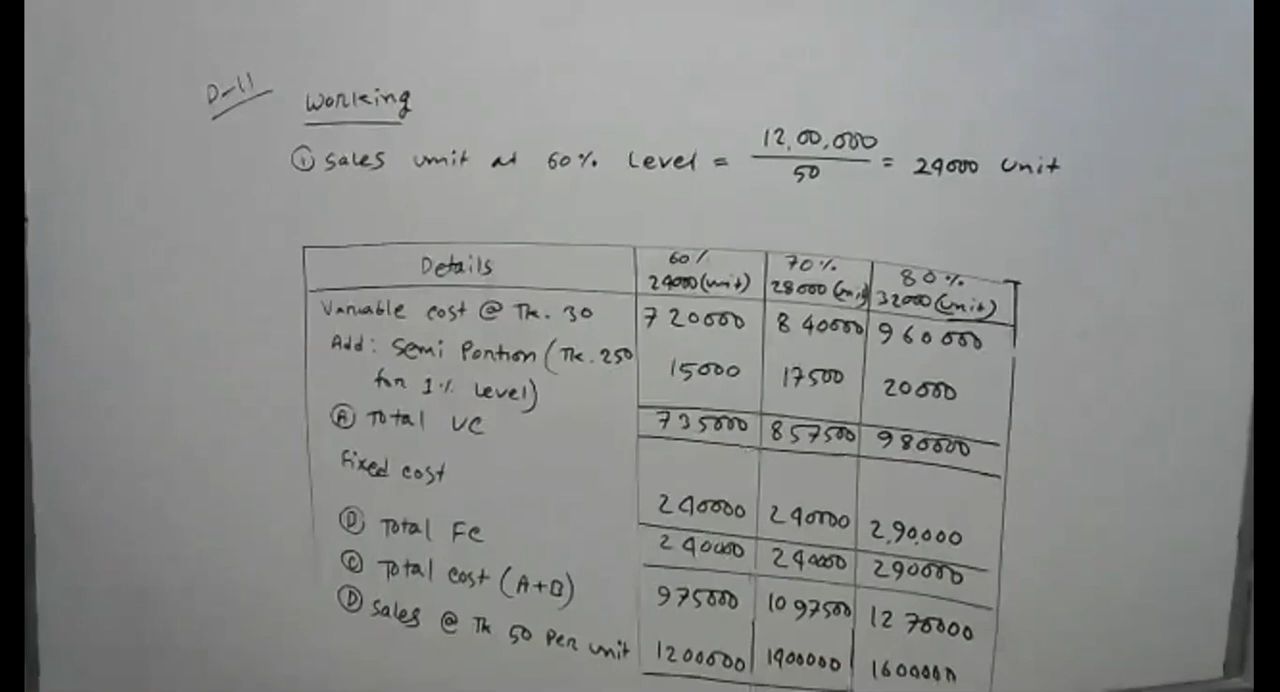 D-11
Working
① Sales unit at 60% Level = 12,00,000 / 50 = 24000 Unit
Details 60% 24000 (unit) 70% 28000 (unit) 80% 32000 (unit)
Variable cost @ Tk. 30 720000 840000 960000
Add: Semi Portion (Tk. 250
for 1% Level) 15000 17500 20000
Ⓐ Total VC 735000 857500 980000
Fixed cost
240000 240000 2,90,000
Ⓑ Total FC 240000 240000 290000
Ⓒ Total cost (A+B) 975000 1097500 1270000
Ⓓ Sales @ Tk 50 Per unit 1200000 1400000 1600000